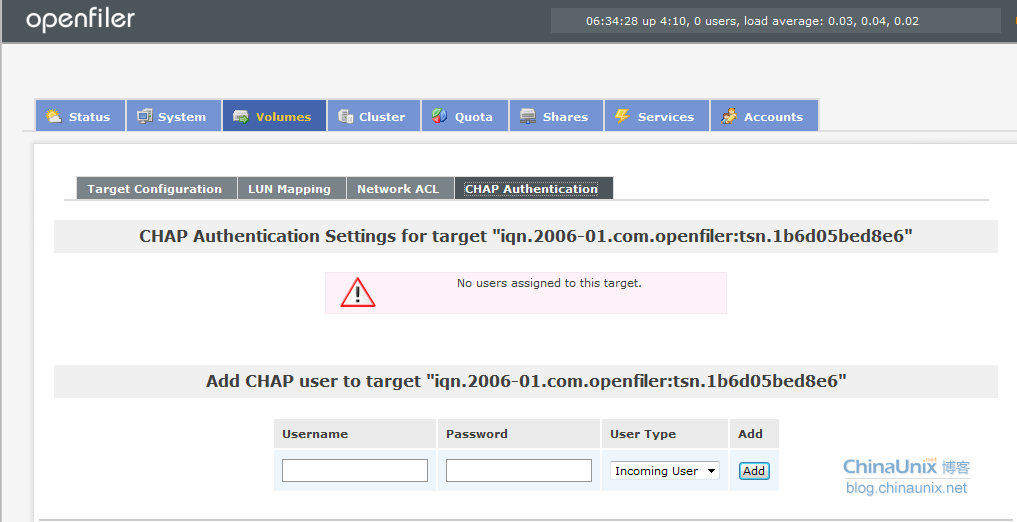 openfiler
06:34:28 up 4:10, 0 users, load average: 0.03, 0.04, 0.02
Status System Volumes Cluster Quota Shares Services Accounts
Target Configuration LUN Mapping Network ACL CHAP Authentication
CHAP Authentication Settings for target "iqn.2006-01.com.openfiler:tsn.1b6d05bed8e6"
No users assigned to this target.
Add CHAP user to target "iqn.2006-01.com.openfiler:tsn.1b6d05bed8e6"
Username Password User Type Add
Incoming User Add
ChinaUnix.net 博客
blog.chinaunix.net